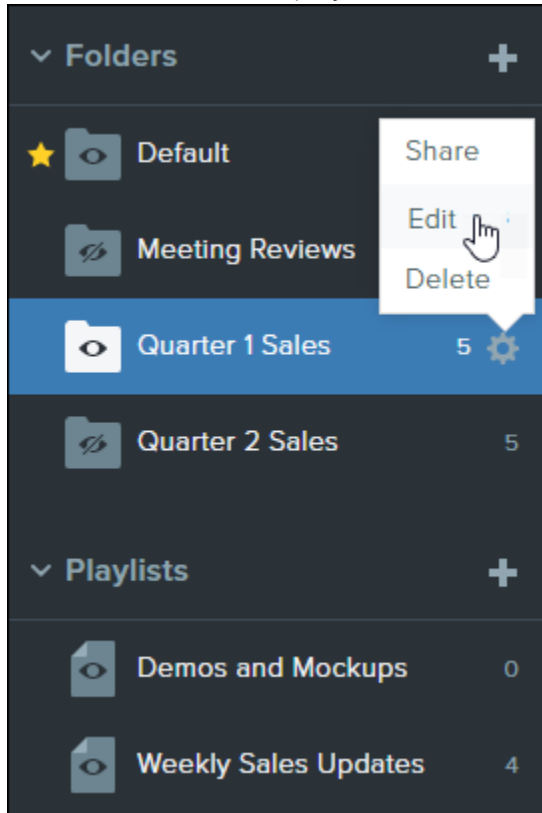 Folders
Default
Share
Edit
Meeting Reviews
Delete
Quarter 1 Sales 5
Quarter 2 Sales 5
Playlists
Demos and Mockups 0
Weekly Sales Updates 4